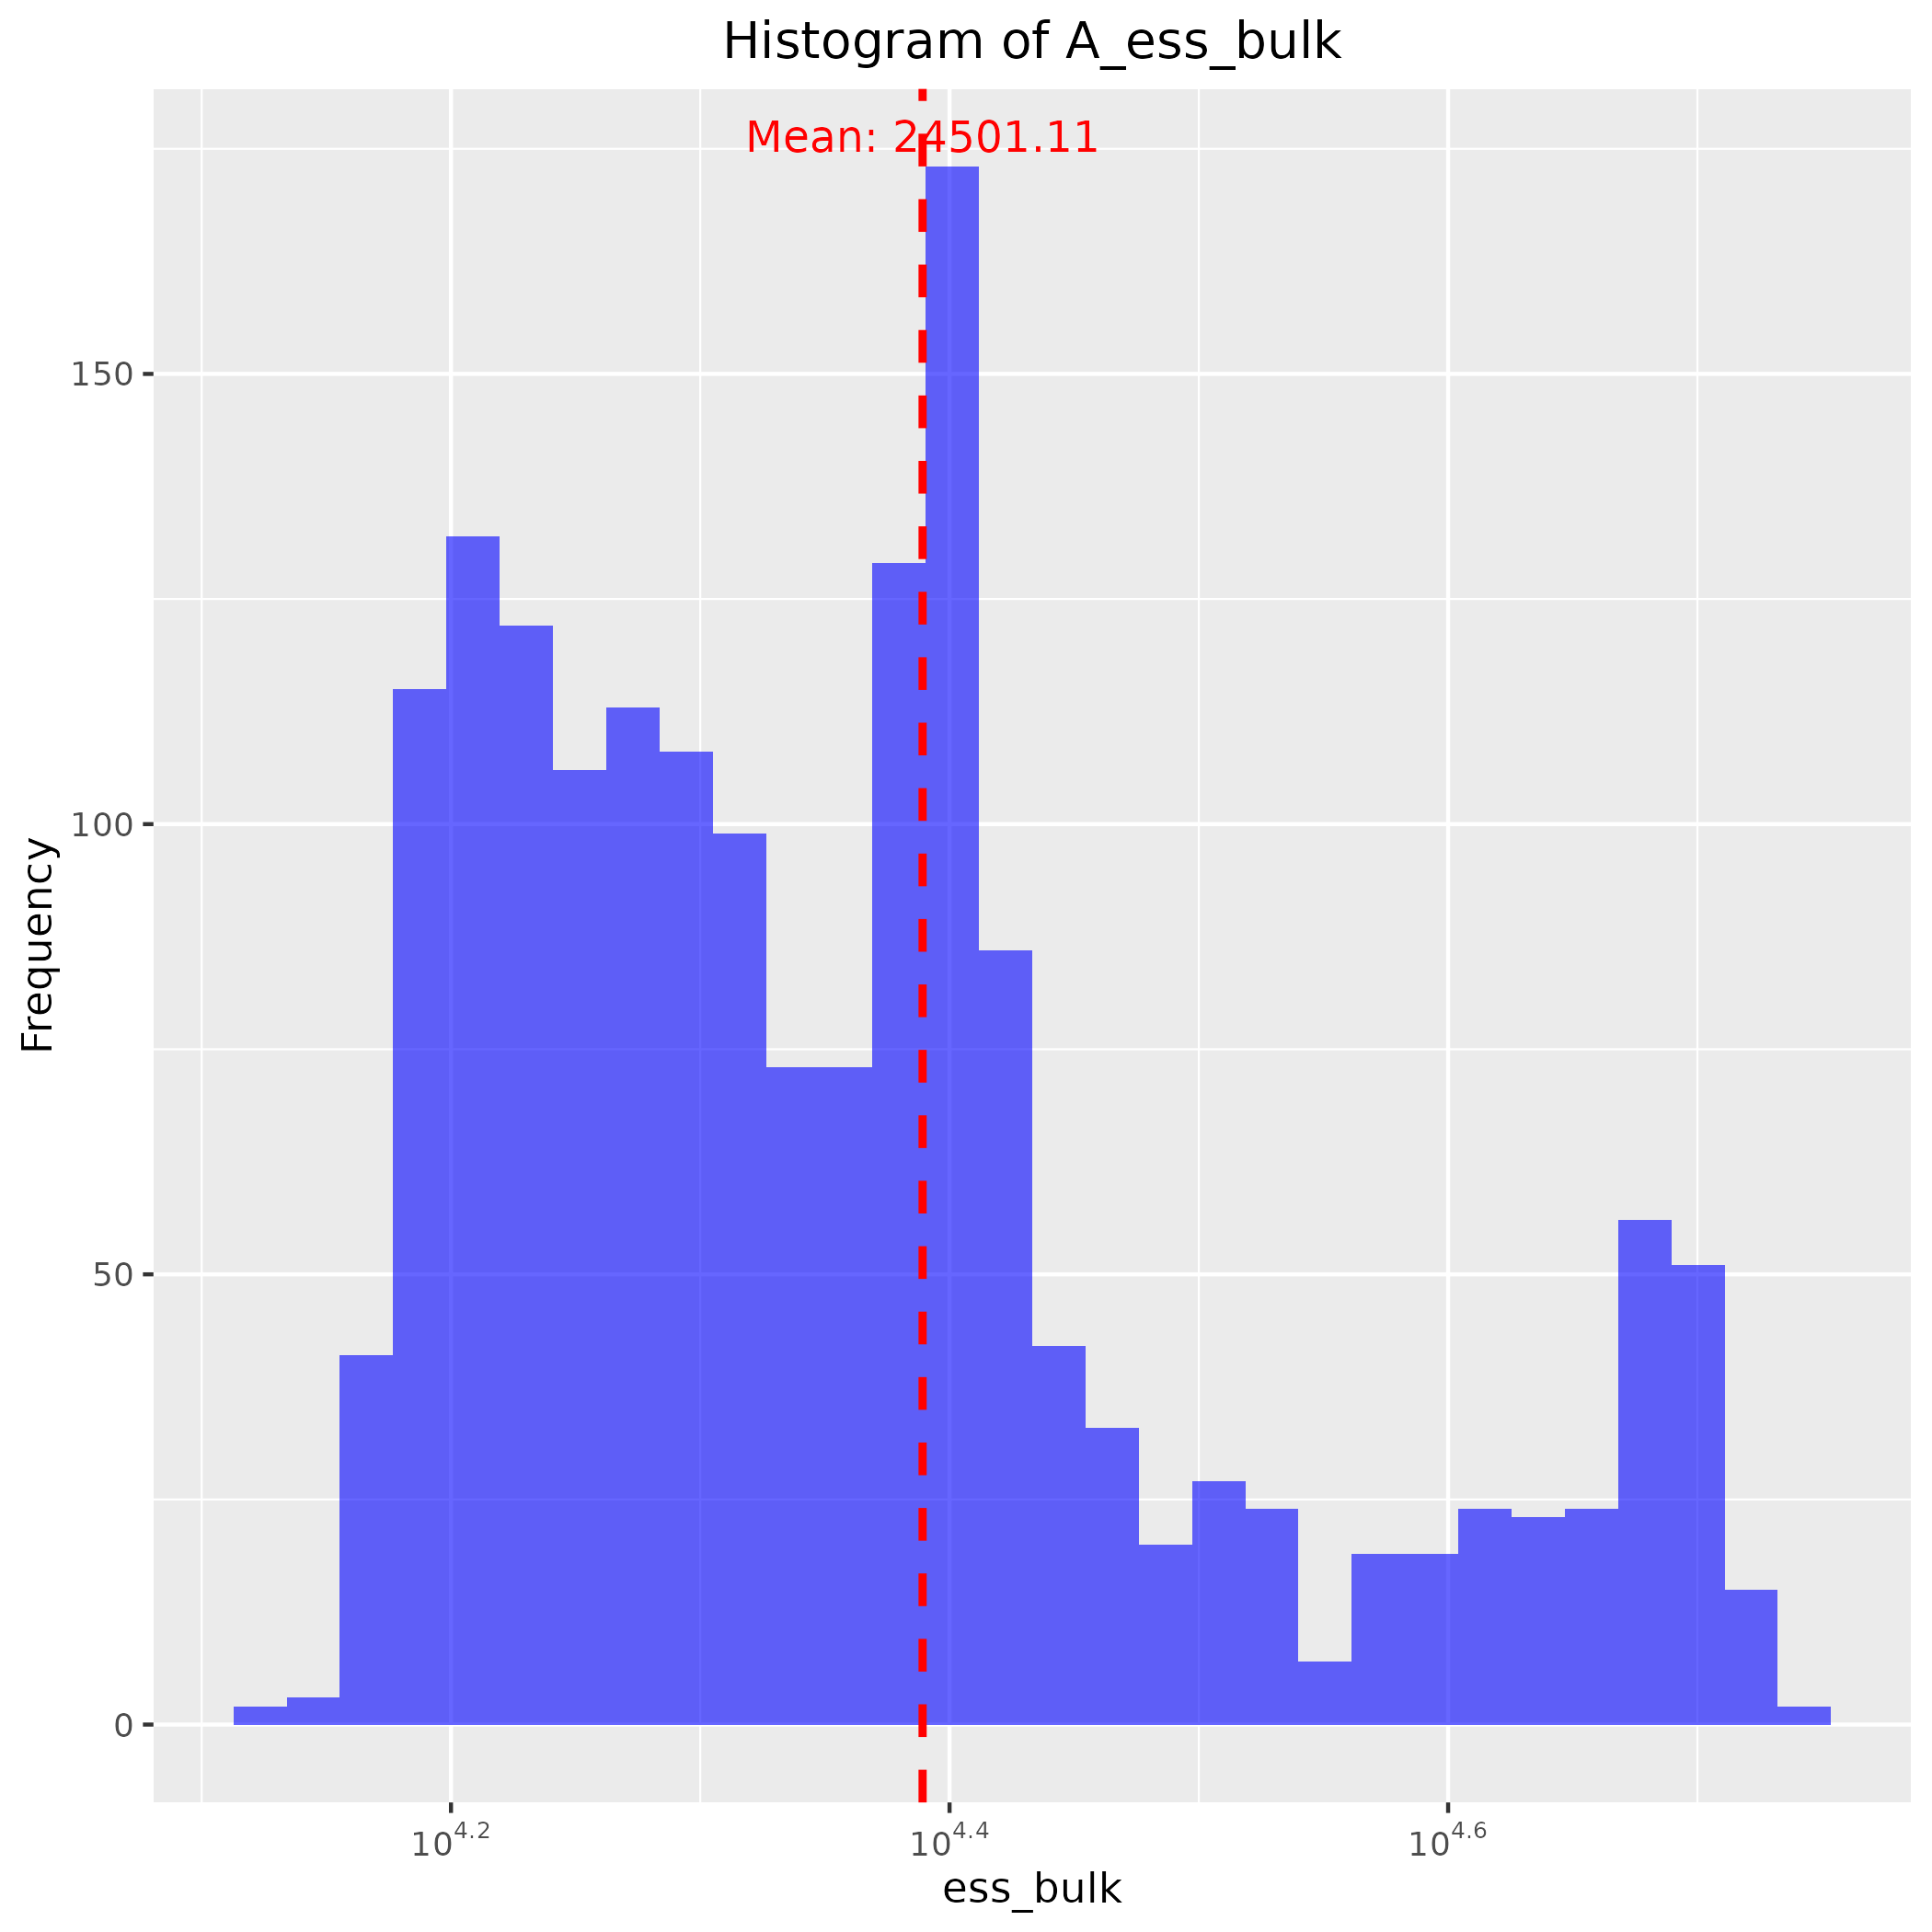 Histogram of A_ess_bulk
Mean: 24501.11
150
100
50
0
Frequency
10^4.2 10^4.4 10^4.6
ess_bulk